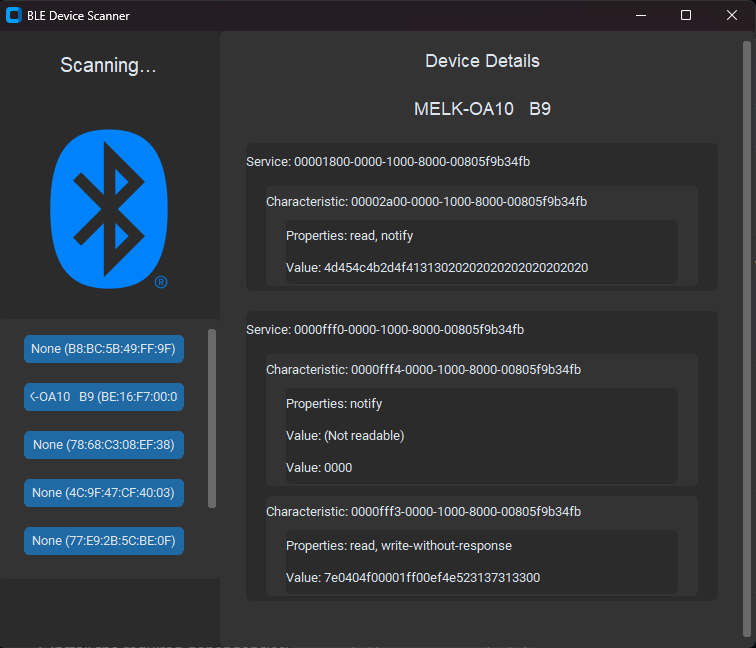 BLE Device Scanner
Scanning...
®
None (B8:BC:5B:49:FF:9F)
K-OA10 B9 (BE:16:F7:00:0
None (78:68:C3:08:EF:38)
None (4C:9F:47:CF:40:03)
None (77:E9:2B:5C:BE:0F)
Device Details
MELK-OA10 B9
Service: 00001800-0000-1000-8000-00805f9b34fb
Characteristic: 00002a00-0000-1000-8000-00805f9b34fb
Properties: read, notify
Value: 4d454c4b2d4f41313020202020202020202020
Service: 0000fff0-0000-1000-8000-00805f9b34fb
Characteristic: 0000fff4-0000-1000-8000-00805f9b34fb
Properties: notify
Value: (Not readable)
Value: 0000
Characteristic: 0000fff3-0000-1000-8000-00805f9b34fb
Properties: read, write-without-response
Value: 7e0404f00001ff00ef4e523137313300